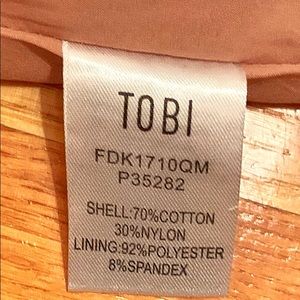 TOBI
FDK1710QM
P35282
SHELL:70%COTTON
30%NYLON
LINING:92%POLYESTER
8%SPANDEX